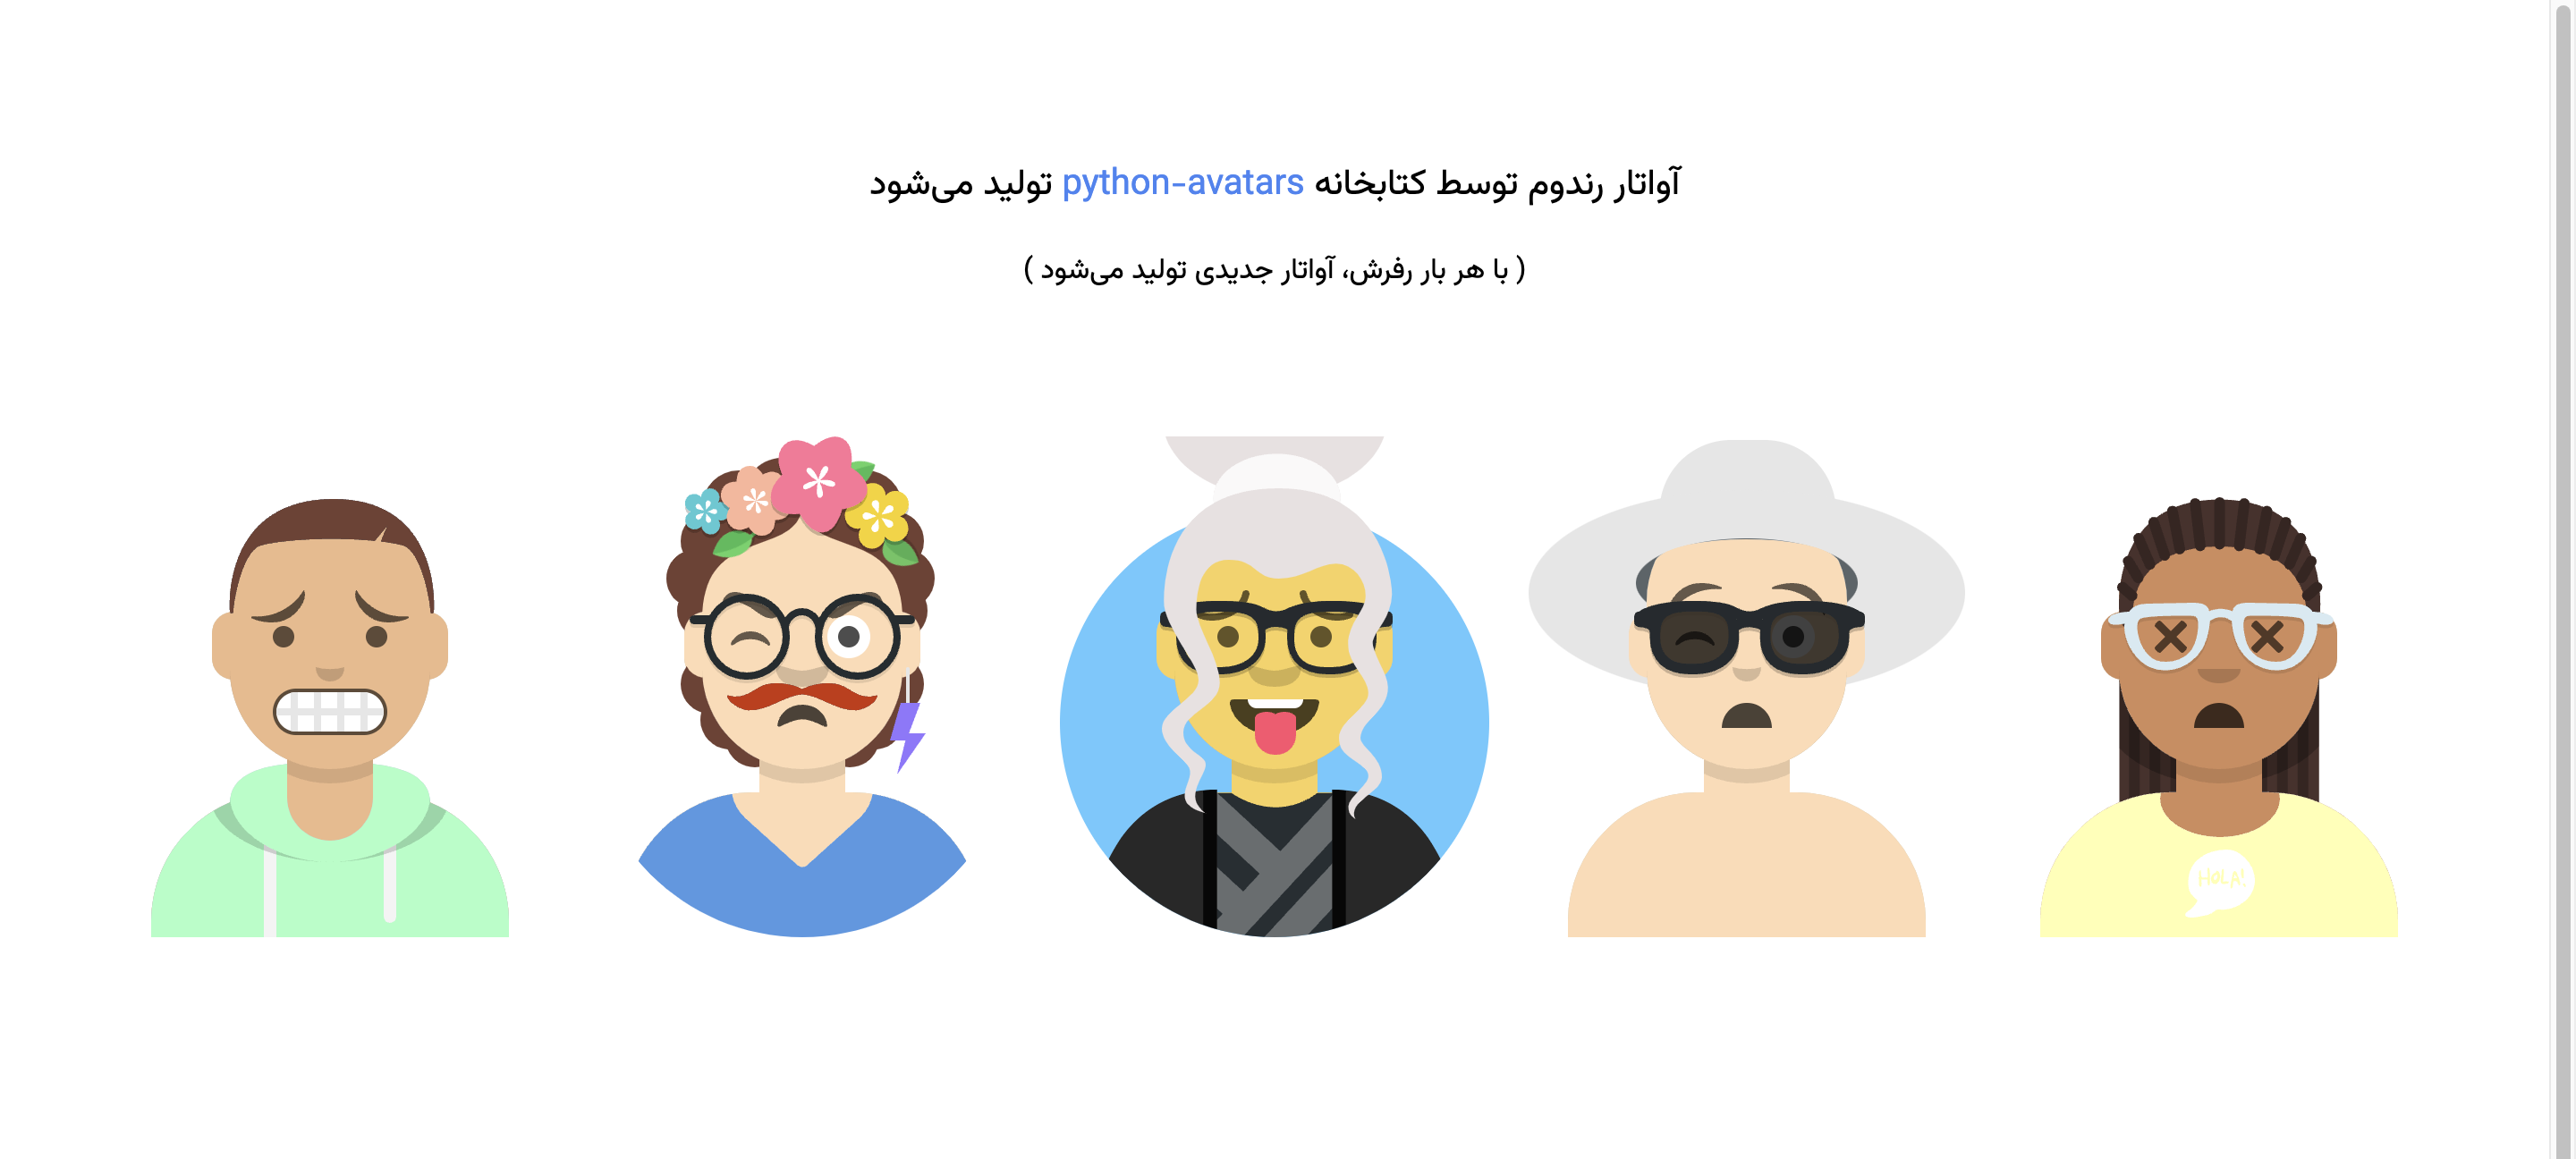 آواتار رندوم توسط کتابخانه python-avatars تولید می‌شود
( با هر بار رفرش، آواتار جدیدی تولید می‌شود )
HOLA!